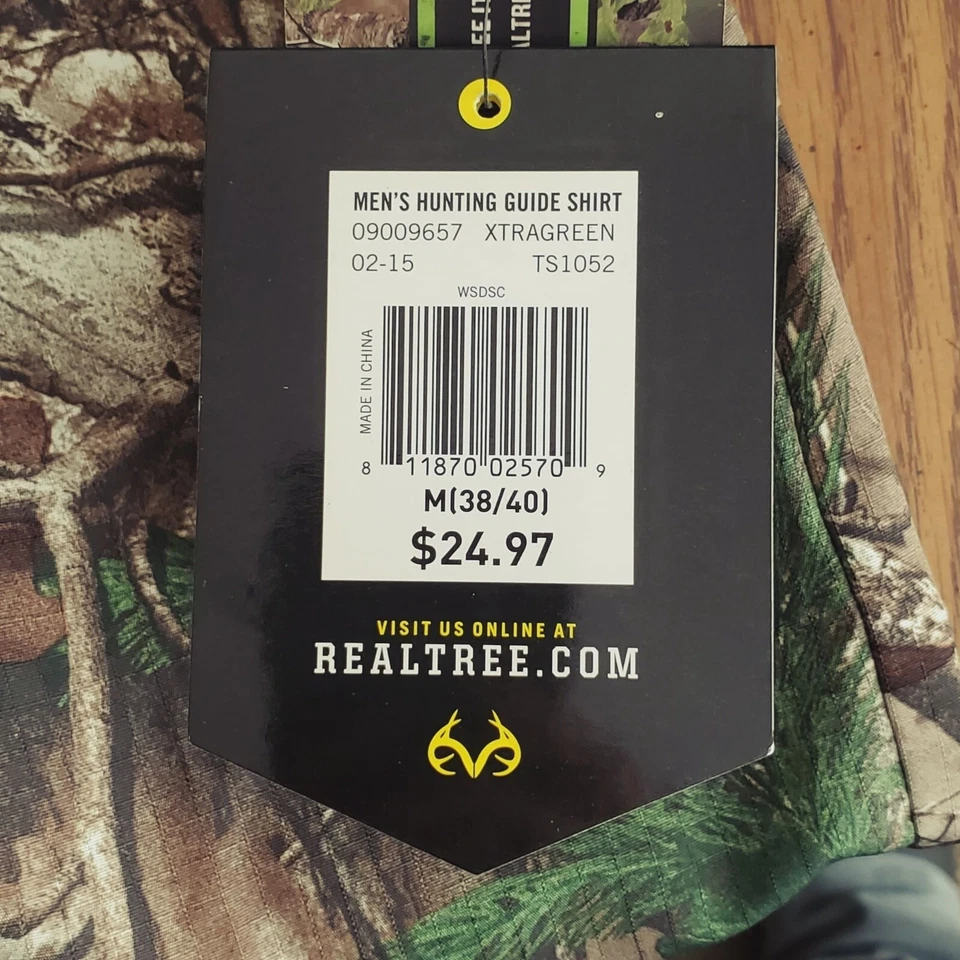 MEN'S HUNTING GUIDE SHIRT
09009657 XTRAGREEN
02-15 TS1052
WSDSC
MADE IN CHINA
8 11870 02570 9
M(38/40)
$24.97
VISIT US ONLINE AT
REALTREE.COM